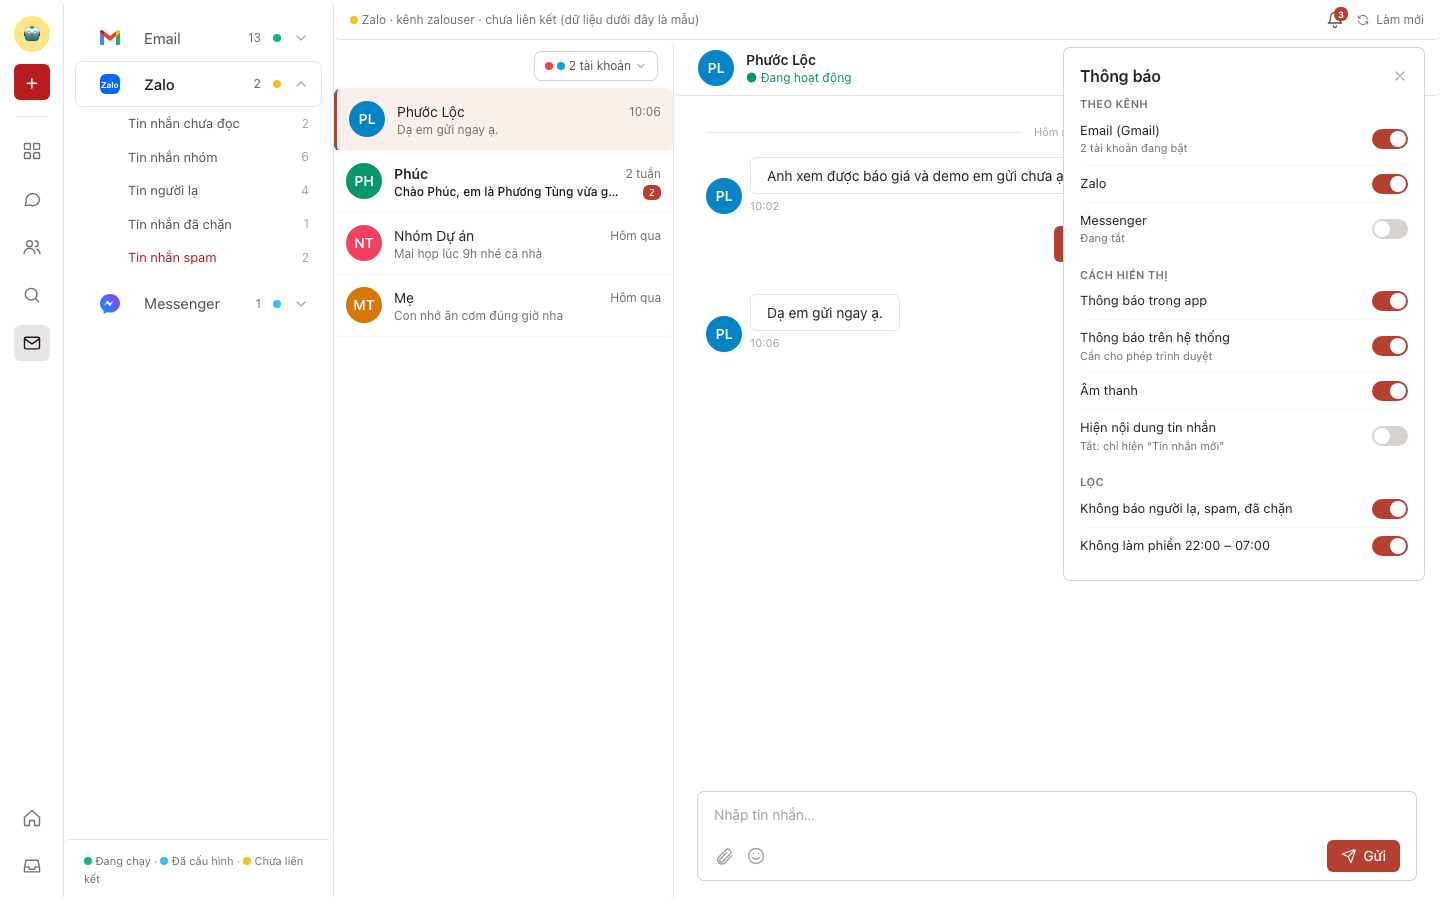 Email 13
Zalo Zalo 2
Tin nhắn chưa đọc 2
Tin nhắn nhóm 6
Tin người lạ 4
Tin nhắn đã chặn 1
Tin nhắn spam 2
Messenger 1
Đang chạy · Đã cấu hình · Chưa liên
kết
Zalo · kênh zalouser · chưa liên kết (dữ liệu dưới đây là mẫu)
3
Làm mới
2 tài khoản
PL Phước Lộc 10:06
Dạ em gửi ngay ạ.
PH Phúc 2 tuần
Chào Phúc, em là Phương Tùng vừa g... 2
NT Nhóm Dự án Hôm qua
Mai họp lúc 9h nhé cả nhà
MT Mẹ Hôm qua
Con nhớ ăn cơm đúng giờ nha
PL Phước Lộc
Đang hoạt động
Hôm
Anh xem được báo giá và demo em gửi chưa
PL
10:02
Dạ em gửi ngay ạ.
PL
10:06
Nhập tin nhắn...
Gửi
Thông báo
THEO KÊNH
Email (Gmail)
2 tài khoản đang bật
Zalo
Messenger
Đang tắt
CÁCH HIỂN THỊ
Thông báo trong app
Thông báo trên hệ thống
Cần cho phép trình duyệt
Âm thanh
Hiện nội dung tin nhắn
Tắt: chỉ hiện “Tin nhắn mới”
LỌC
Không báo người lạ, spam, đã chặn
Không làm phiền 22:00 – 07:00